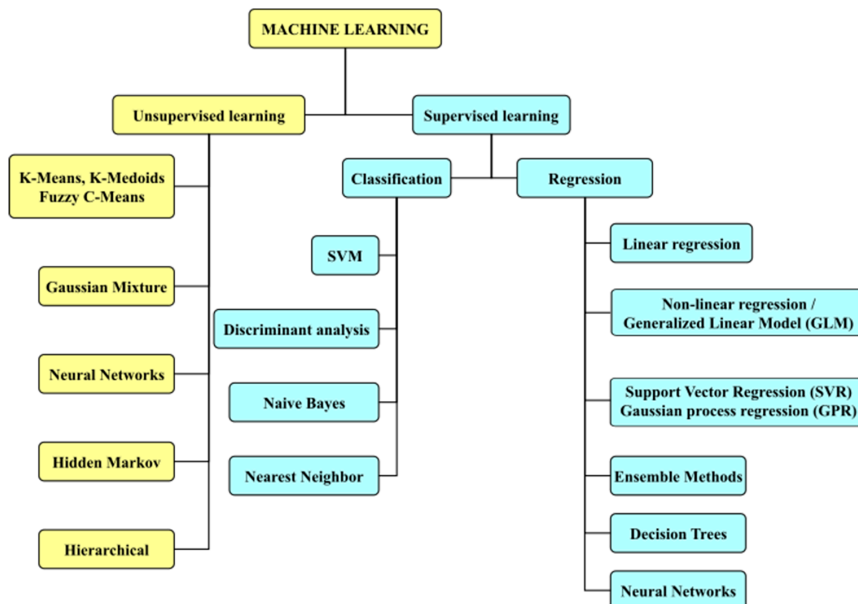 MACHINE LEARNING
Unsupervised learning
Supervised learning
K-Means, K-Medoids
Fuzzy C-Means
Gaussian Mixture
Neural Networks
Hidden Markov
Hierarchical
Classification
SVM
Discriminant analysis
Naive Bayes
Nearest Neighbor
Regression
Linear regression
Non-linear regression /
Generalized Linear Model (GLM)
Support Vector Regression (SVR)
Gaussian process regression (GPR)
Ensemble Methods
Decision Trees
Neural Networks